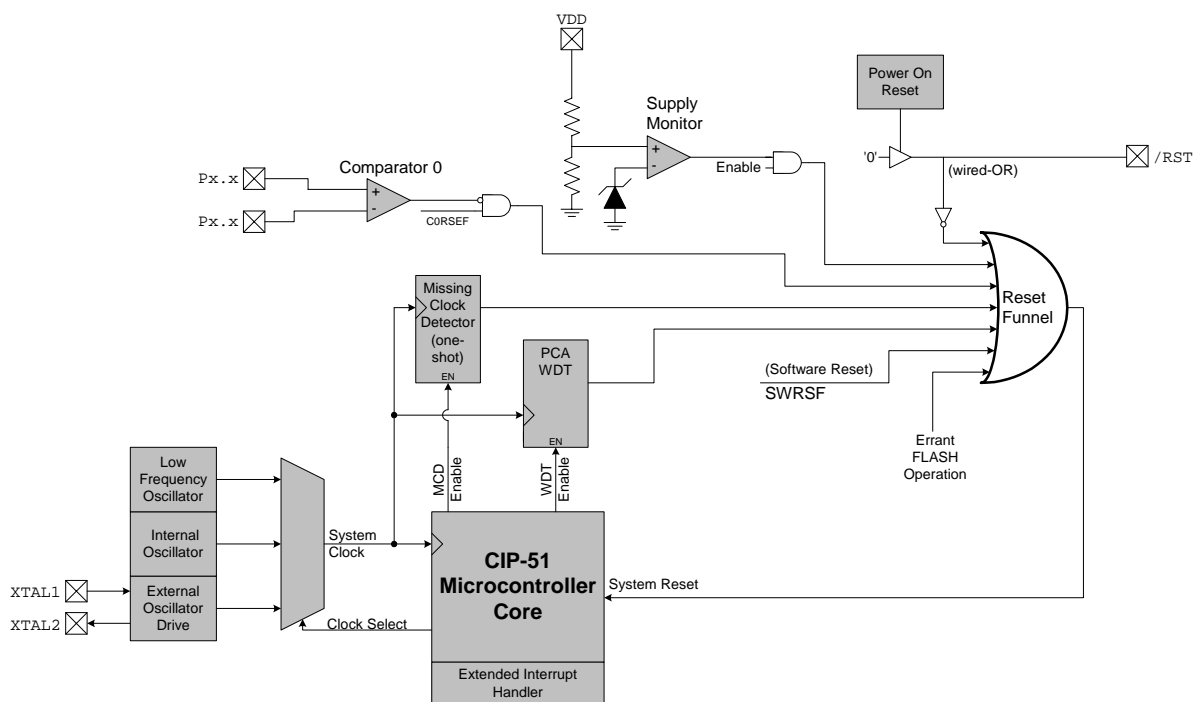 VDD
Power On
Reset
Supply
Monitor
+
-
Enable
'0'
(wired-OR)
/RST
Comparator 0
Px.x
+
Px.x
-
C0RSEF
Missing
Clock
Detector
(one-
shot)
EN
Reset
Funnel
PCA
WDT
EN
(Software Reset)
SWRSF
Errant
FLASH
Operation
MCD
Enable
WDT
Enable
Low
Frequency
Oscillator
Internal
Oscillator
External
Oscillator
Drive
XTAL1
XTAL2
System
Clock
Clock Select
CIP-51
Microcontroller
Core
System Reset
Extended Interrupt
Handler